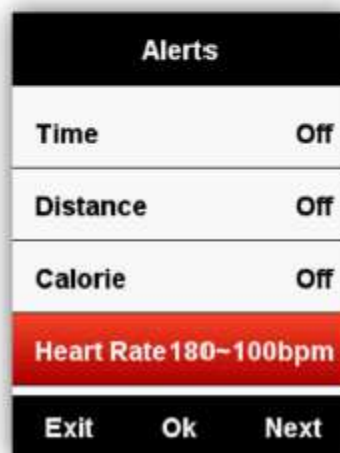 Alerts
Time Off
Distance Off
Calorie Off
Heart Rate 180~100bpm
Exit Ok Next